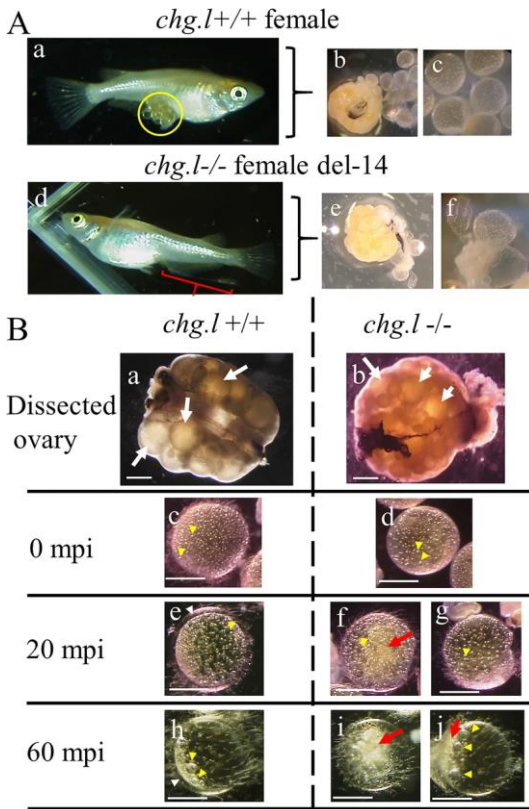 A
chg.l+/+ female
a
b
c
chg.l-/- female del-14
d
e
f
B
chg.l +/+
chg.l -/-
Dissected
ovary
a
b
0 mpi
c
d
20 mpi
e
f
g
60 mpi
h
i
j